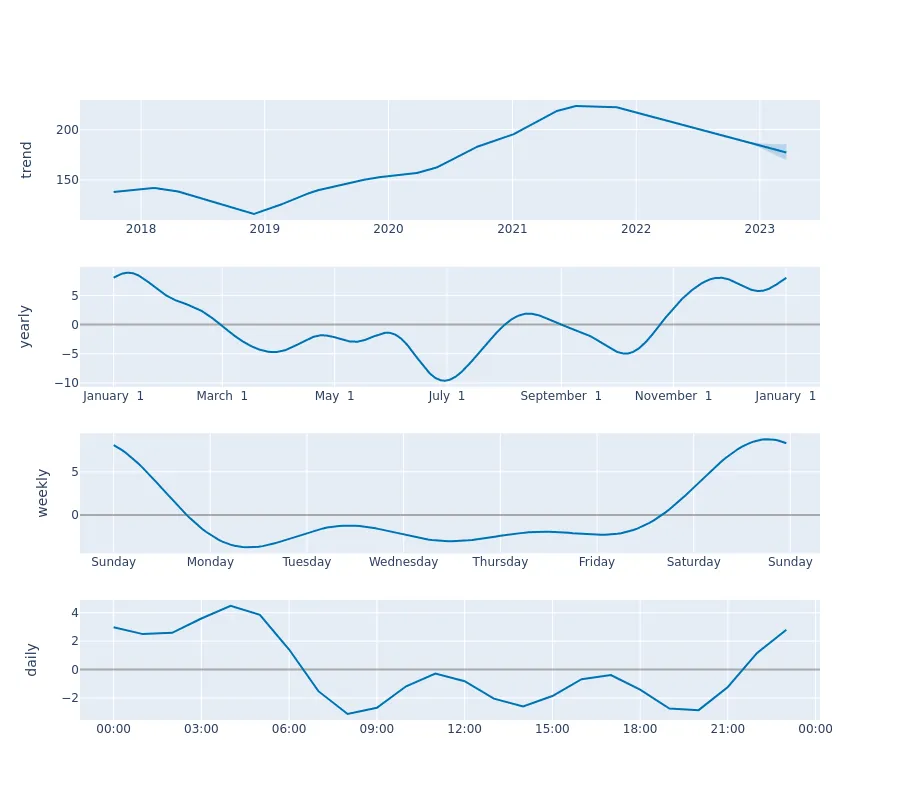 trend
200
150
2018 2019 2020 2021 2022 2023
yearly
5
0
−5
−10
January 1 March 1 May 1 July 1 September 1 November 1 January 1
weekly
5
0
Sunday Monday Tuesday Wednesday Thursday Friday Saturday Sunday
daily
4
2
0
−2
00:00 03:00 06:00 09:00 12:00 15:00 18:00 21:00 00:00